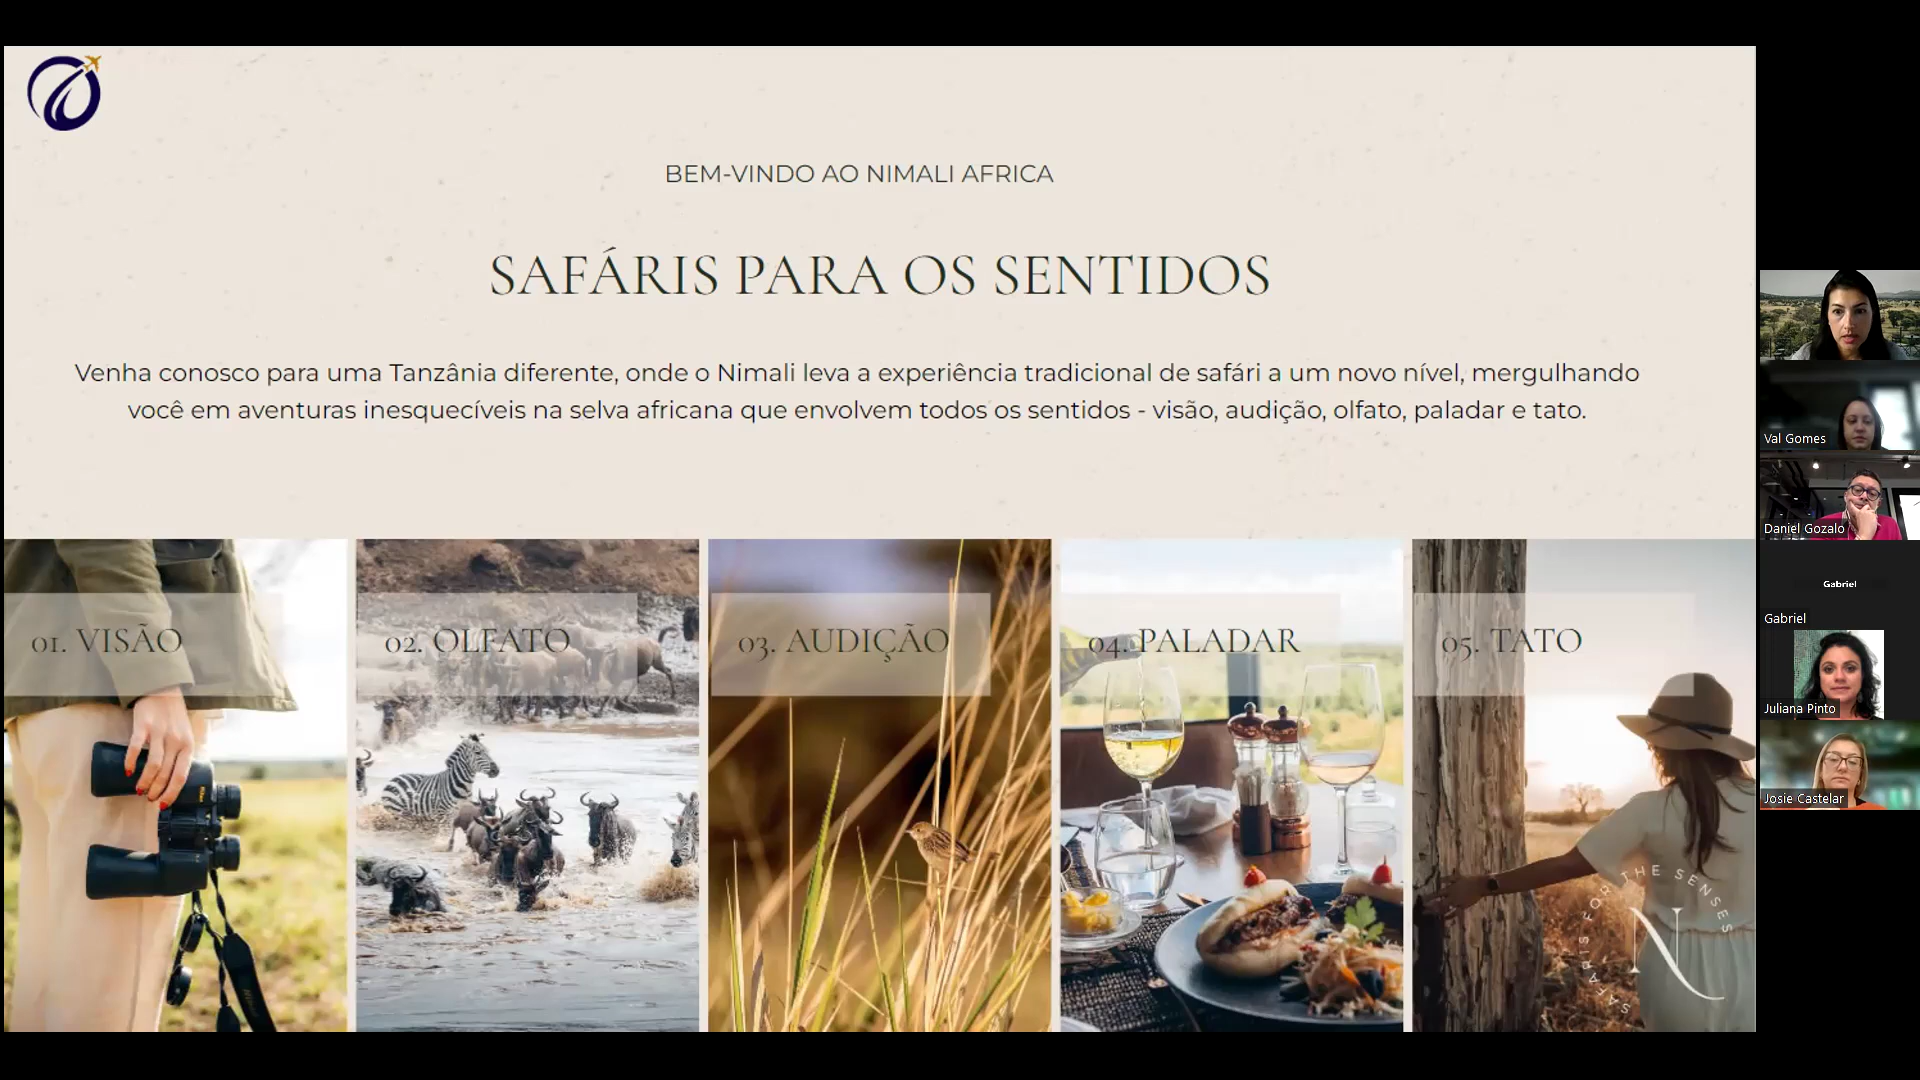 BEM-VINDO AO NIMALI AFRICA
SAFÁRIS PARA OS SENTIDOS
Venha conosco para uma Tanzânia diferente, onde o Nimali leva a experiência tradicional de safári a um novo nível, mergulhando
você em aventuras inesquecíveis na selva africana que envolvem todos os sentidos - visão, audição, olfato, paladar e tato.
01. VISÃO
02. OLFATO
03. AUDIÇÃO
04. PALADAR
05. TATO
SAFARIS FOR THE SENSES
N
Val Gomes
Daniel Gozalo
Gabriel
Gabriel
Juliana Pinto
Josie Castelar